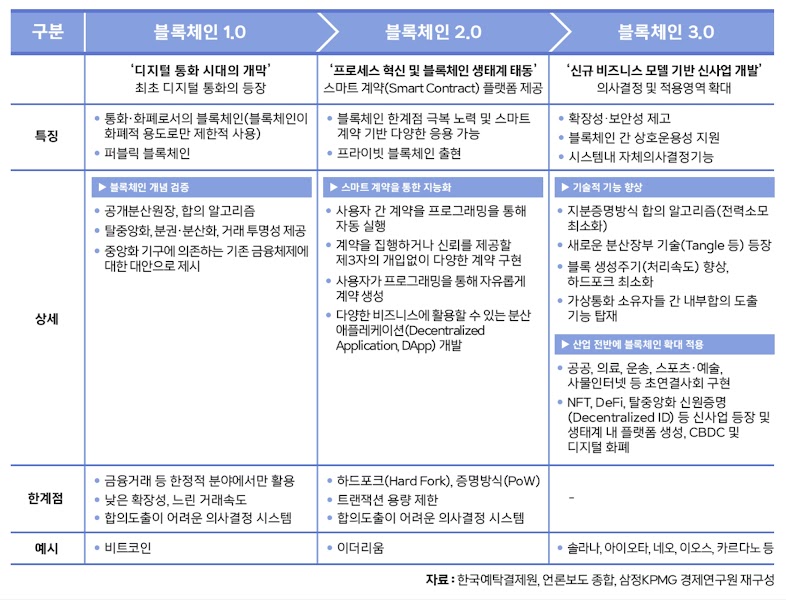 구분
블록체인 1.0
블록체인 2.0
블록체인 3.0
특징
‘디지털 통화 시대의 개막’
최초 디지털 통화의 등장
• 통화·화폐로서의 블록체인(블록체인이
화폐적 용도로만 제한적 사용)
• 퍼블릭 블록체인
‘프로세스 혁신 및 블록체인 생태계 태동’
스마트 계약(Smart Contract) 플랫폼 제공
• 블록체인 한계점 극복 노력 및 스마트
계약 기반 다양한 응용 가능
• 프라이빗 블록체인 출현
‘신규 비즈니스 모델 기반 신사업 개발’
의사결정 및 적용영역 확대
• 확장성·보안성 제고
• 블록체인 간 상호운용성 지원
• 시스템내 자체의사결정기능
상세
▶ 블록체인 개념 검증
• 공개분산원장, 합의 알고리즘
• 탈중앙화, 분권·분산화, 거래 투명성 제공
• 중앙화 기구에 의존하는 기존 금융체제에
대한 대안으로 제시
▶ 스마트 계약을 통한 지능화
• 사용자 간 계약을 프로그래밍을 통해
자동 실행
• 계약을 집행하거나 신뢰를 제공할
제3자의 개입없이 다양한 계약 구현
• 사용자가 프로그래밍을 통해 자유롭게
계약 생성
• 다양한 비즈니스에 활용할 수 있는 분산
애플레케이션(Decentralized
Application, DApp) 개발
▶ 기술적 기능 향상
• 지분증명방식 합의 알고리즘(전력소모
최소화)
• 새로운 분산장부 기술(Tangle 등) 등장
• 블록 생성주기(처리속도) 향상,
하드포크 최소화
• 가상통화 소유자들 간 내부합의 도출
기능 탑재
▶ 산업 전반에 블록체인 확대 적용
• 공공, 의료, 운송, 스포츠·예술,
사물인터넷 등 초연결사회 구현
• NFT, DeFi, 탈중앙화 신원증명
(Decentralized ID) 등 신사업 등장 및
생태계 내 플랫폼 생성, CBDC 및
디지털 화폐
한계점
• 금융거래 등 한정적 분야에서만 활용
• 낮은 확장성, 느린 거래속도
• 합의도출이 어려운 의사결정 시스템
• 하드포크(Hard Fork), 증명방식(PoW)
• 트랜잭션 용량 제한
• 합의도출이 어려운 의사결정 시스템
-
예시
• 비트코인
• 이더리움
• 솔라나, 아이오타, 네오, 이오스, 카르다노 등
자료 : 한국예탁결제원, 언론보도 종합, 삼정KPMG 경제연구원 재구성